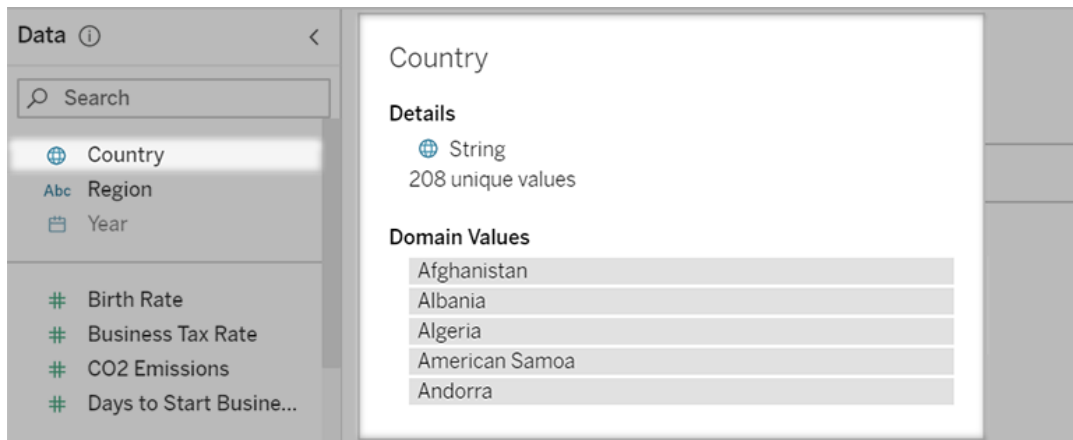 Data
Search
Country
Abc Region
Year
# Birth Rate
# Business Tax Rate
# CO2 Emissions
# Days to Start Busine...
Country
Details
String
208 unique values
Domain Values
Afghanistan
Albania
Algeria
American Samoa
Andorra